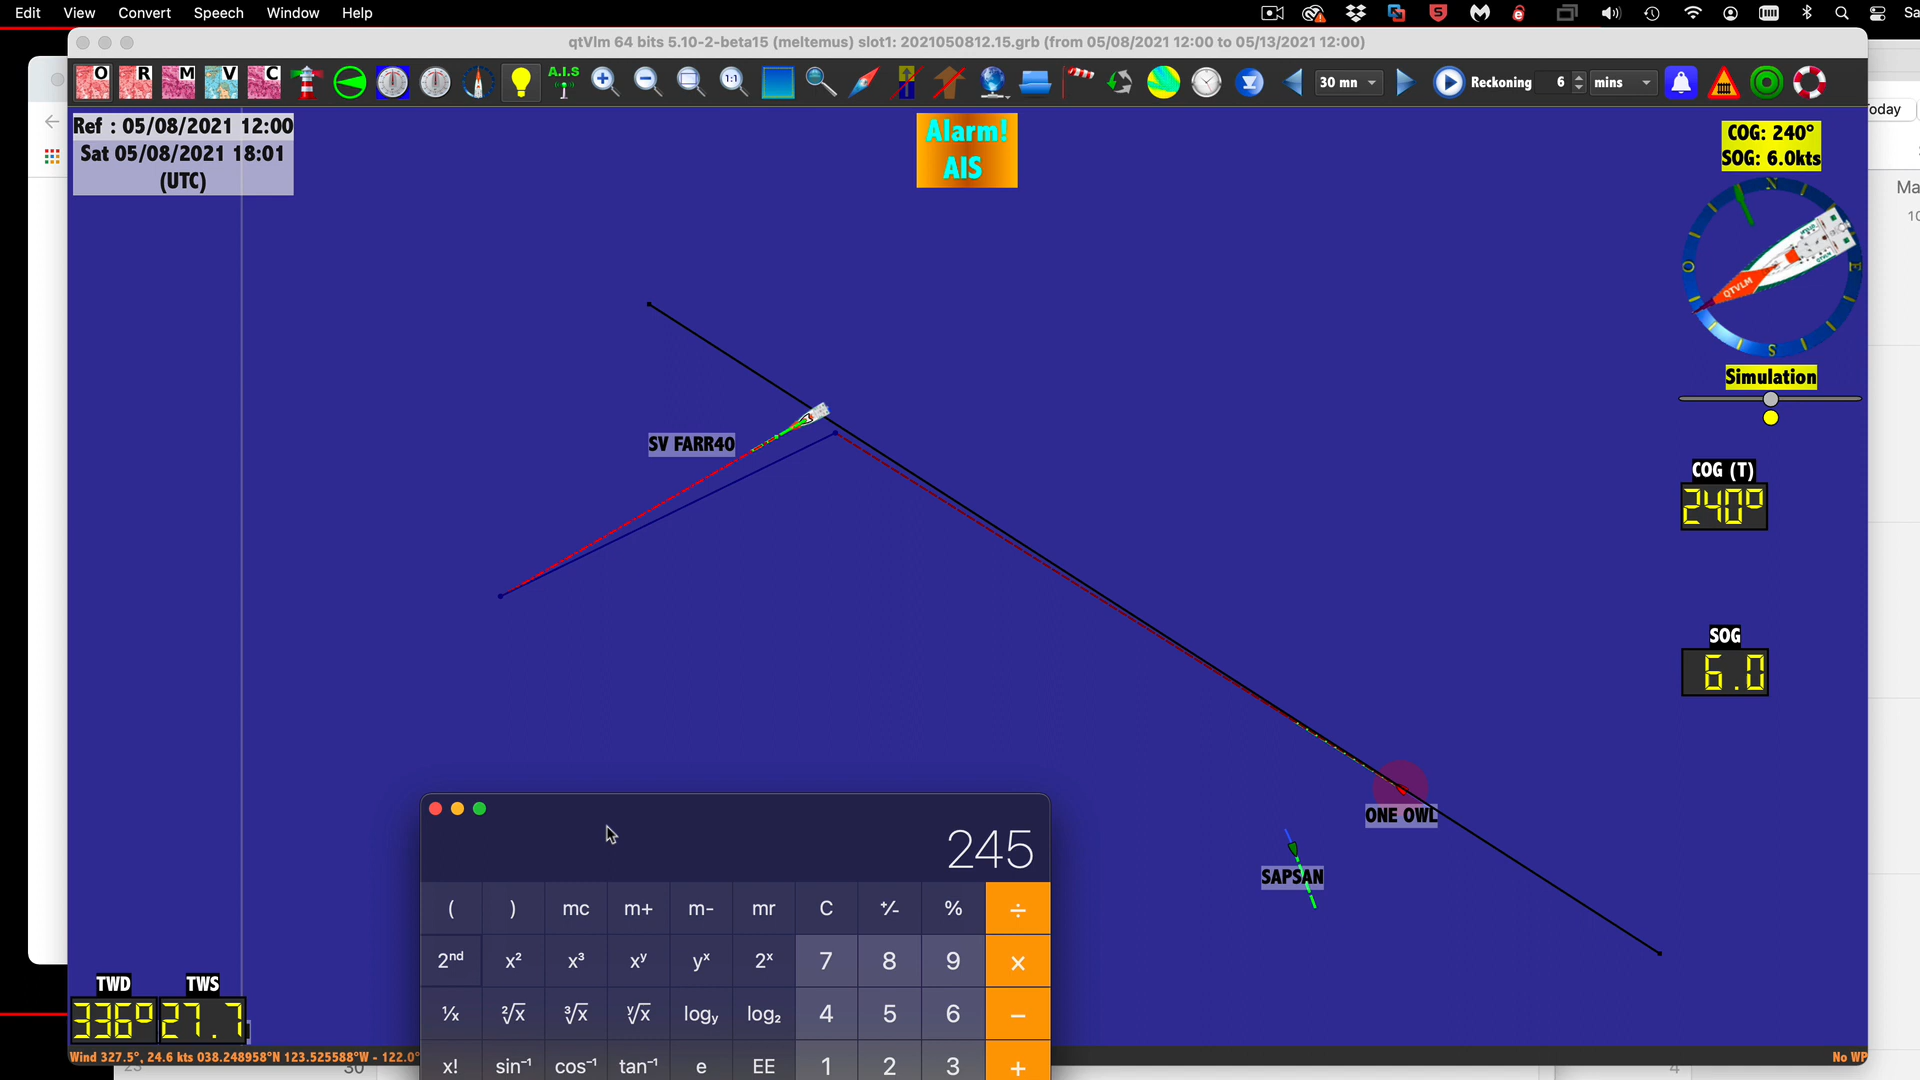 Edit View Convert Speech Window Help
qtVlm 64 bits 5.10-2-beta15 (meltemus) slot1: 2021050812.15.grb (from 05/08/2021 12:00 to 05/13/2021 12:00)
O R M V C A.I.S 1:1 30 mn Reckoning 6 mins
Ref : 05/08/2021 12:00
Sat 05/08/2021 18:01
(UTC)
Alarm!
AIS
COG: 240°
SOG: 6.0kts
N
O E
QTVLM
S
Simulation
SV FARR40
COG (T)
240°
SOG
6.0
ONE OWL
SAPSAN
245
( ) mc m+ m- mr C +/- % ÷
2nd x² x³ xʸ yˣ 2ˣ 7 8 9 ×
1/x ²√x ³√x ʸ√x logᵧ log₂ 4 5 6 −
x! sin⁻¹ cos⁻¹ tan⁻¹ e EE 1 2 3 +
TWD TWS
336° 27.7
Wind 327.5°, 24.6 kts 038.248958°N 123.525588°W - 122.0°
No WP
30
4